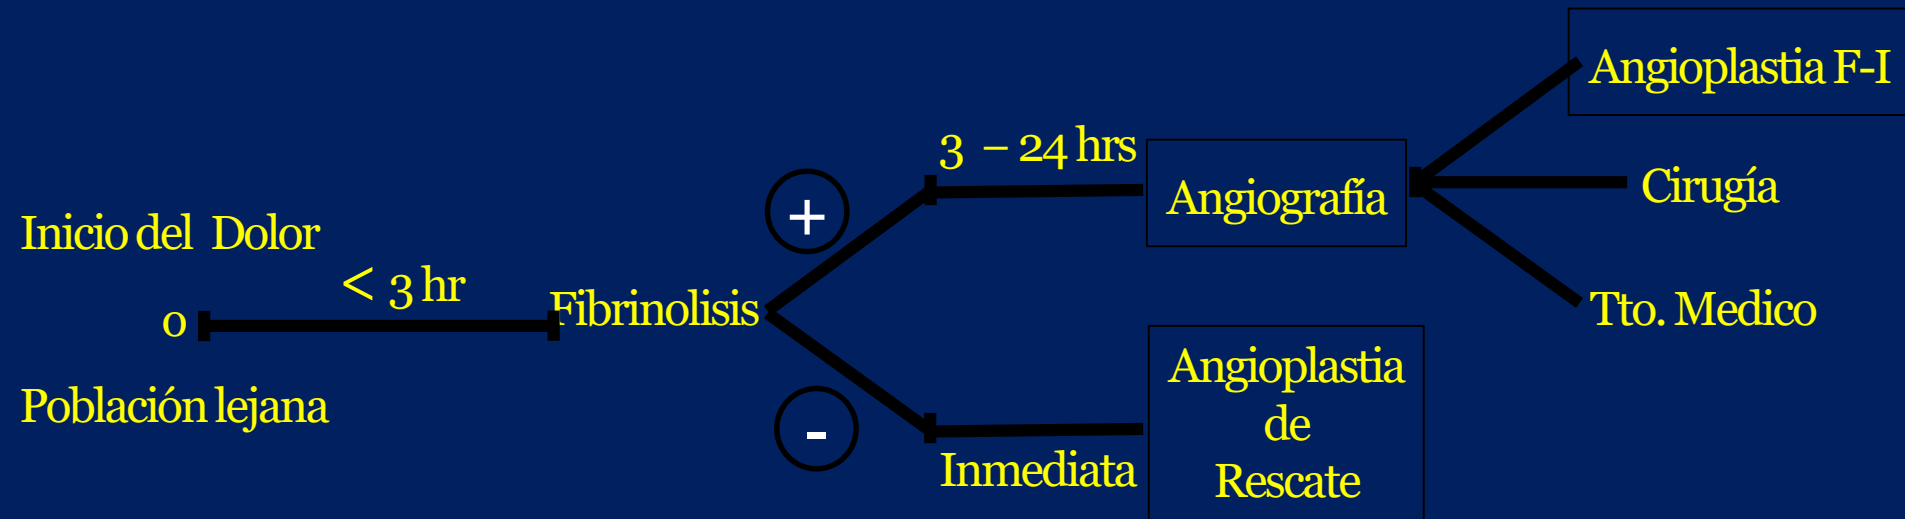 Inicio del Dolor
< 3 hr
o
Población lejana
Fibrinolisis
+
-
3 – 24 hrs
Inmediata
Angiografía
Angioplastia
de
Rescate
Angioplastia F-I
Cirugía
Tto. Medico